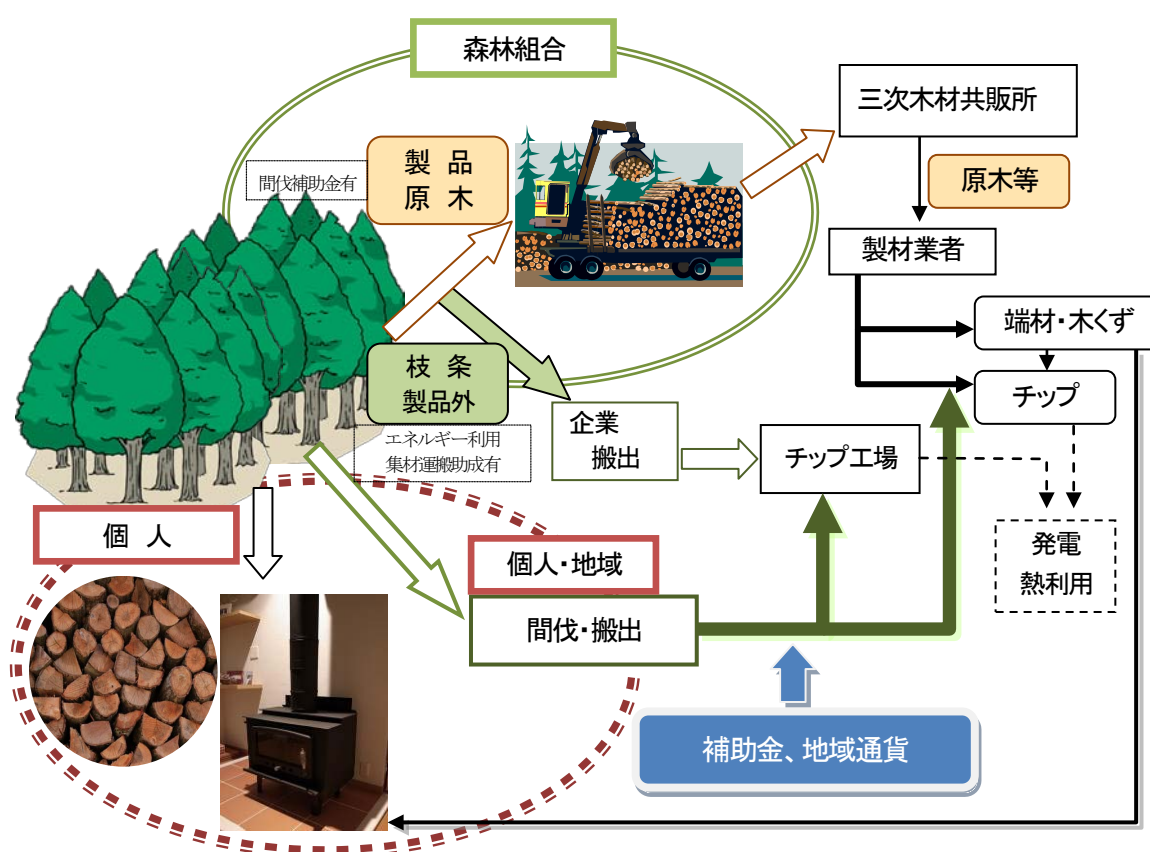 森林組合
三次木材共販所
製 品
原 木
間伐補助金有
原木等
製材業者
端材・木くず
チップ
枝 条
製品外
エネルギー利用
集材運搬助成有
企業
搬出
チップ工場
個 人
個人・地域
間伐・搬出
発電
熱利用
補助金、地域通貨